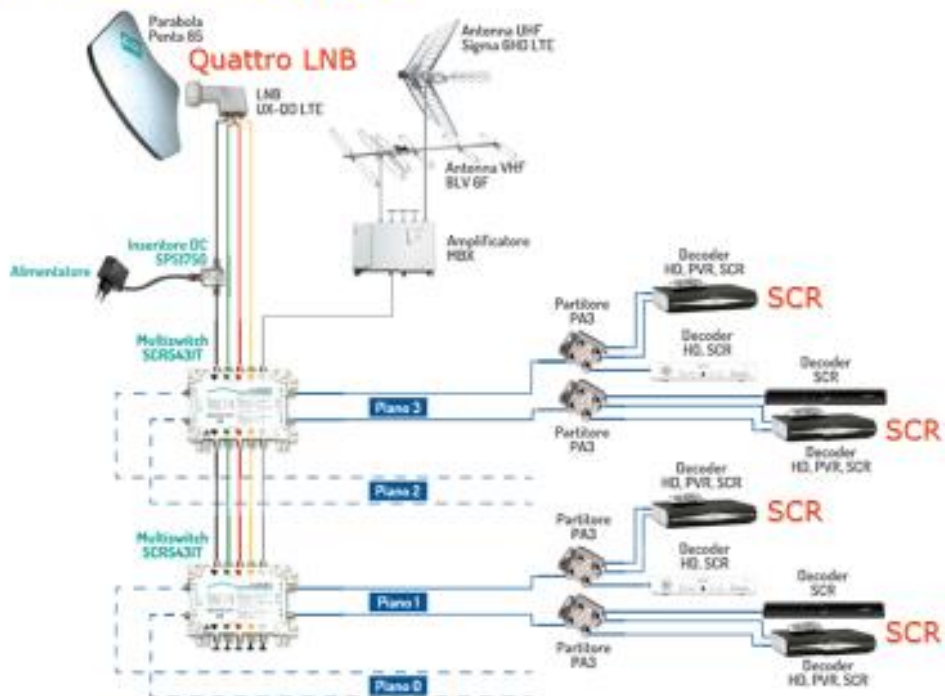 Parabola
Penta 85
Quattro LNB
LNB
UX-QD LTE
Antenna UHF
Sigma 6HD LTE
Antenna VHF
BLV 6F
Amplificatore
MBX
Inseritore DC
SPS1750
Alimentatore
Multiswitch
SCR543IT
Piano 3
Partitore
PA3
Decoder
HD, PVR, SCR
SCR
Decoder
HD, SCR
Decoder
SCR
Partitore
PA3
SCR
Decoder
HD, PVR, SCR
Piano 2
Multiswitch
SCR543IT
Piano 1
Partitore
PA3
Decoder
HD, PVR, SCR
SCR
Decoder
HD, SCR
Decoder
SCR
Partitore
PA3
SCR
Decoder
HD, PVR, SCR
Piano 0